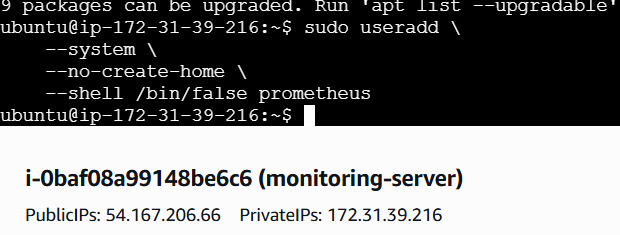 9 packages can be upgraded. Run 'apt list --upgradable'
ubuntu@ip-172-31-39-216:~$ sudo useradd \
    --system \
    --no-create-home \
    --shell /bin/false prometheus
ubuntu@ip-172-31-39-216:~$
i-0baf08a99148be6c6 (monitoring-server)
PublicIPs: 54.167.206.66    PrivateIPs: 172.31.39.216